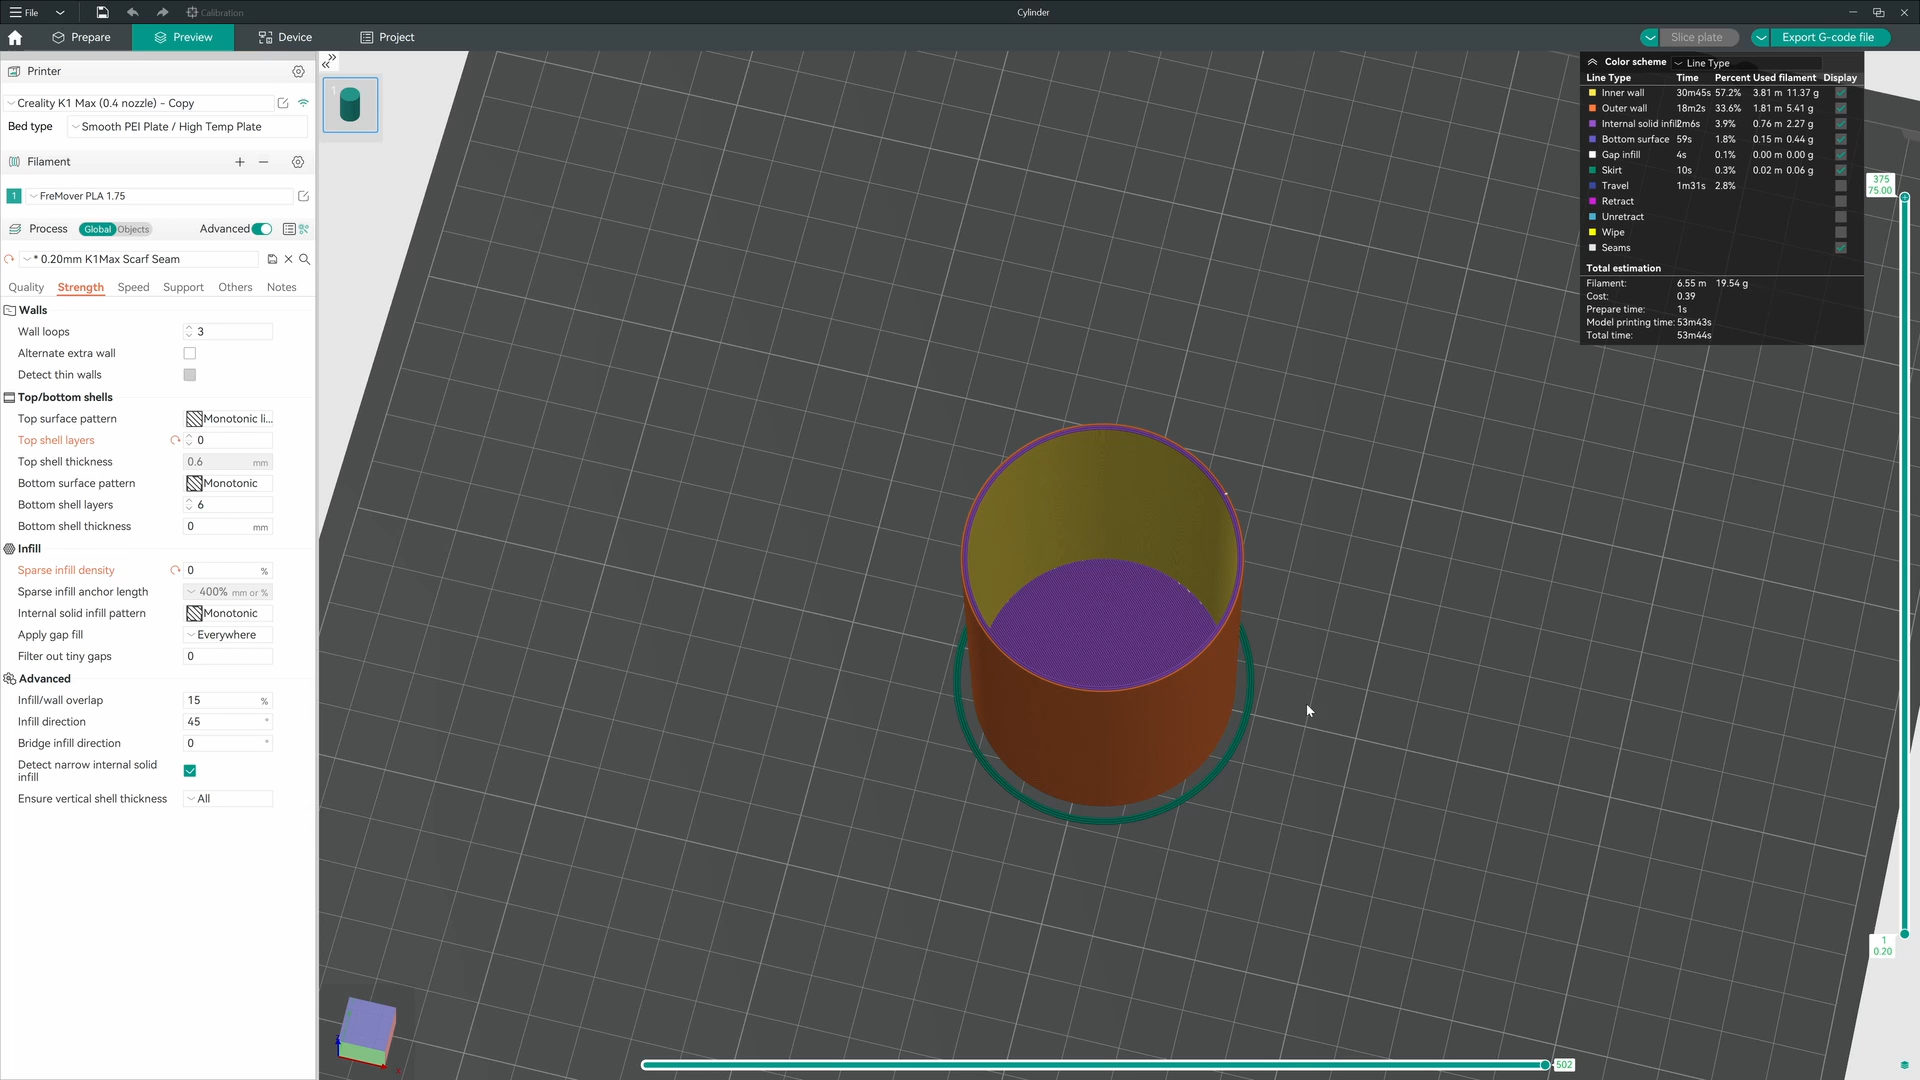 File
Calibration
Cylinder
Prepare
Preview
Device
Project
Slice plate
Export G-code file
Printer
Creality K1 Max (0.4 nozzle) - Copy
Bed type
Smooth PEI Plate / High Temp Plate
Filament
1 FreMover PLA 1.75
Process Global Objects Advanced
* 0.20mm K1Max Scarf Seam
Quality Strength Speed Support Others Notes
Walls
Wall loops 3
Alternate extra wall
Detect thin walls
Top/bottom shells
Top surface pattern Monotonic li...
Top shell layers 0
Top shell thickness 0.6 mm
Bottom surface pattern Monotonic
Bottom shell layers 6
Bottom shell thickness 0 mm
Infill
Sparse infill density 0 %
Sparse infill anchor length 400% mm or %
Internal solid infill pattern Monotonic
Apply gap fill Everywhere
Filter out tiny gaps 0
Advanced
Infill/wall overlap 15 %
Infill direction 45 °
Bridge infill direction 0 °
Detect narrow internal solid
infill
Ensure vertical shell thickness All
1
Color scheme Line Type
Line Type Time Percent Used filament Display
Inner wall 30m45s 57.2% 3.81 m 11.37 g
Outer wall 18m2s 33.6% 1.81 m 5.41 g
Internal solid infill 2m6s 3.9% 0.76 m 2.27 g
Bottom surface 59s 1.8% 0.15 m 0.44 g
Gap infill 4s 0.1% 0.00 m 0.00 g
Skirt 10s 0.3% 0.02 m 0.06 g
Travel 1m31s 2.8%
Retract
Unretract
Wipe
Seams
Total estimation
Filament: 6.55 m 19.54 g
Cost: 0.39
Prepare time: 1s
Model printing time: 53m43s
Total time: 53m44s
375
75.00
1
0.20
502